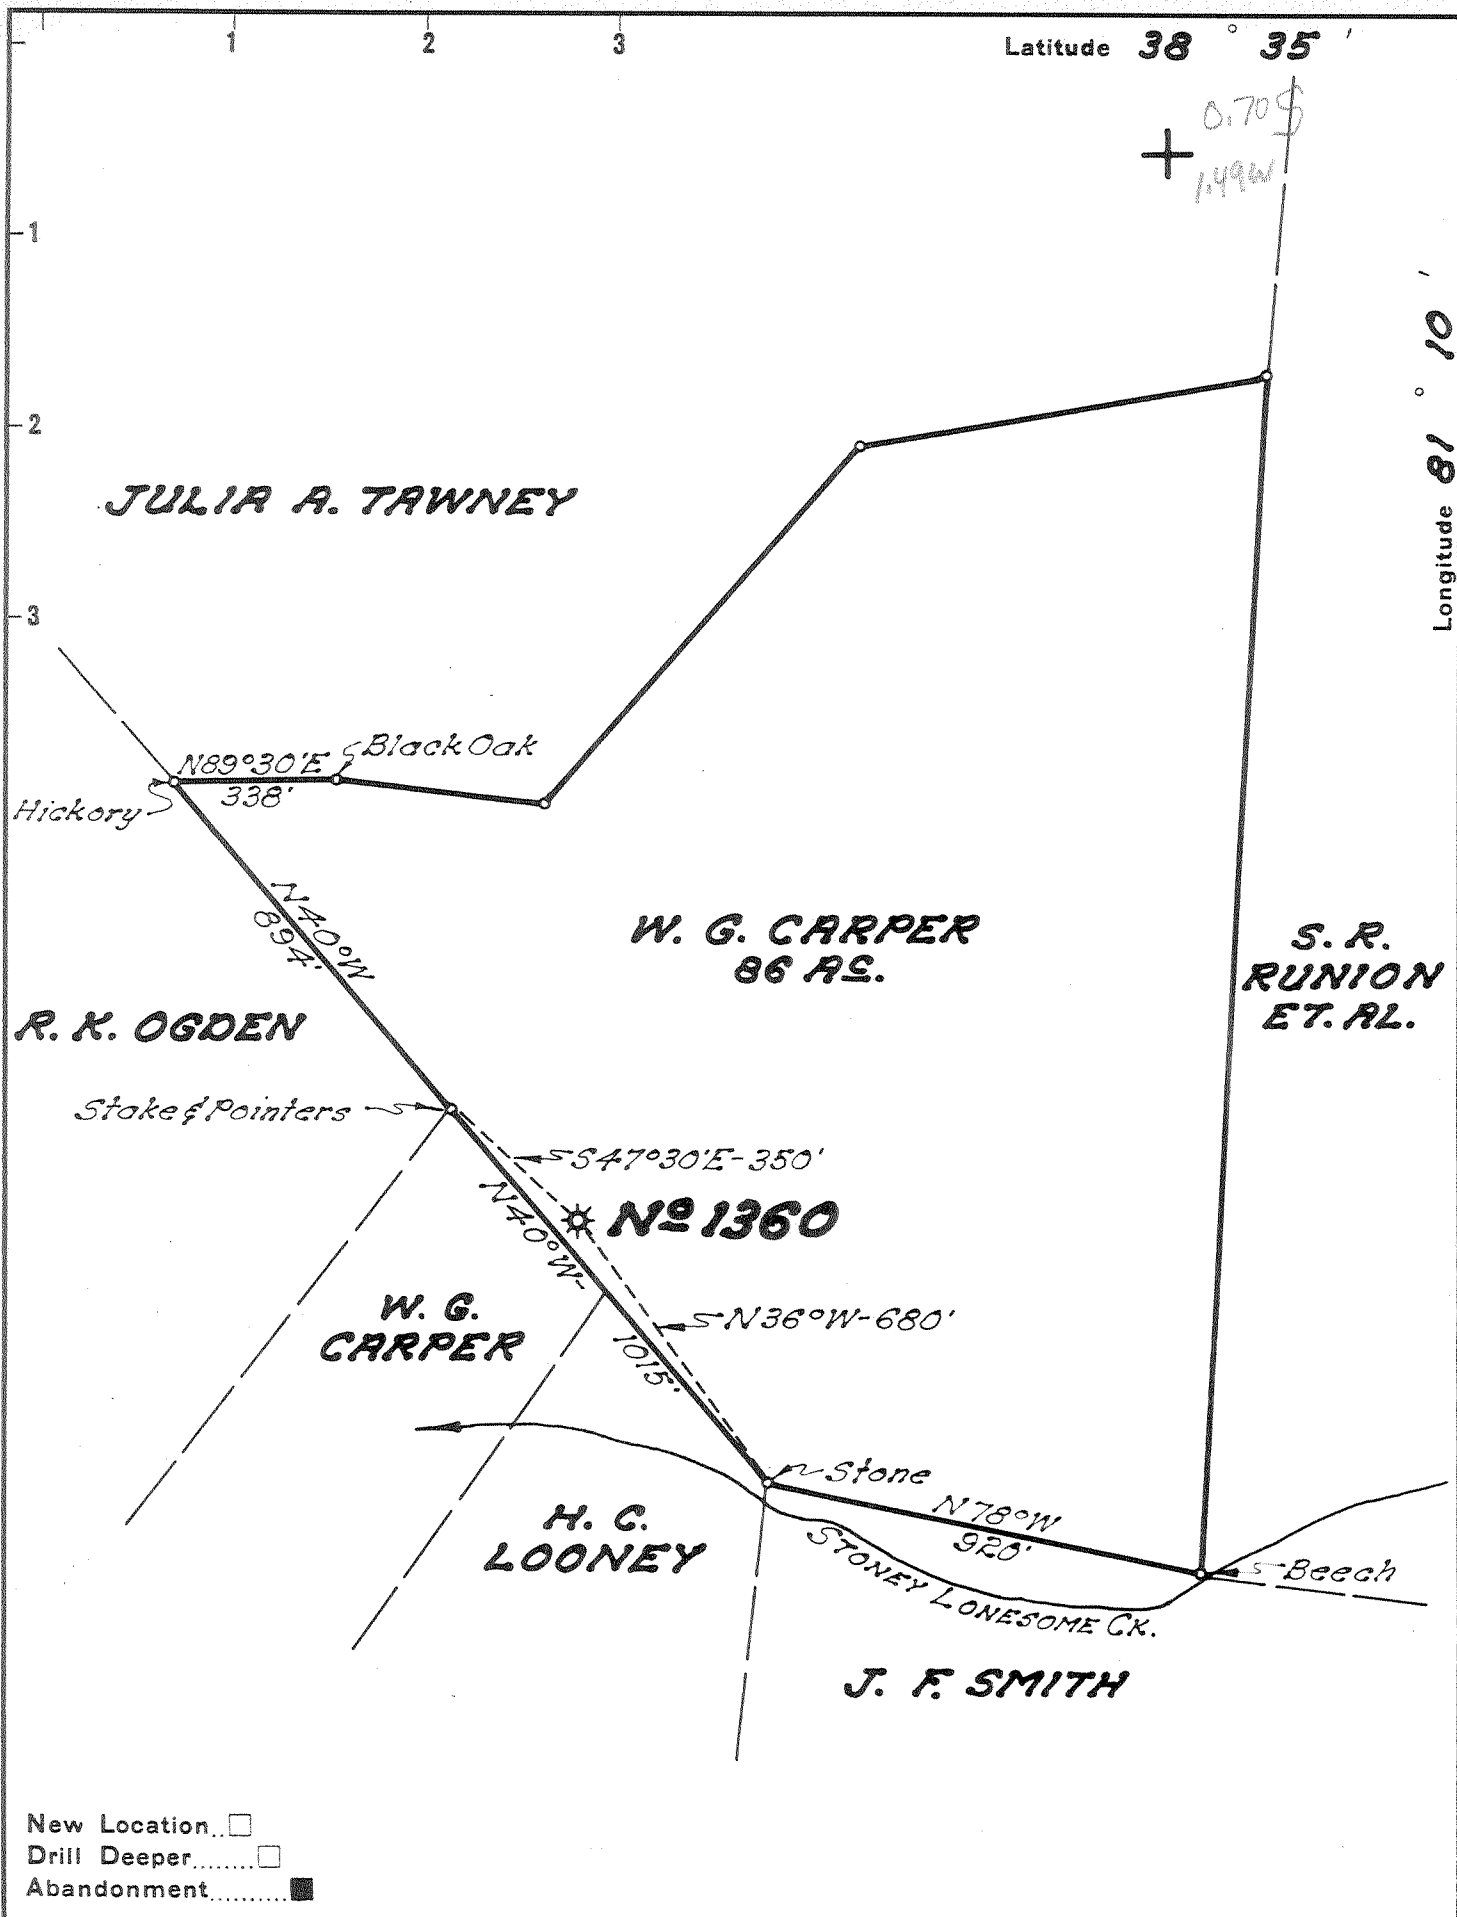 1 2 3
Latitude 38 ° 35 '
0.70 S
1.49 W
1
2
3
Longitude 81 ° 10 '
JULIA A. TAWNEY
N89°30'E
338'
Black Oak
Hickory
N40°W
894'
W. G. CARPER
86 AC.
S. R.
RUNION
ET. AL.
R. K. OGDEN
Stake & Pointers
S47°30'E-350'
No 1360
N40°W-
1015'
N36°W-680'
W. G.
CARPER
Stone
N78°W
920'
H. C.
LOONEY
STONEY LONESOME CK.
Beech
J. F. SMITH
New Location..
Drill Deeper........
Abandonment..........